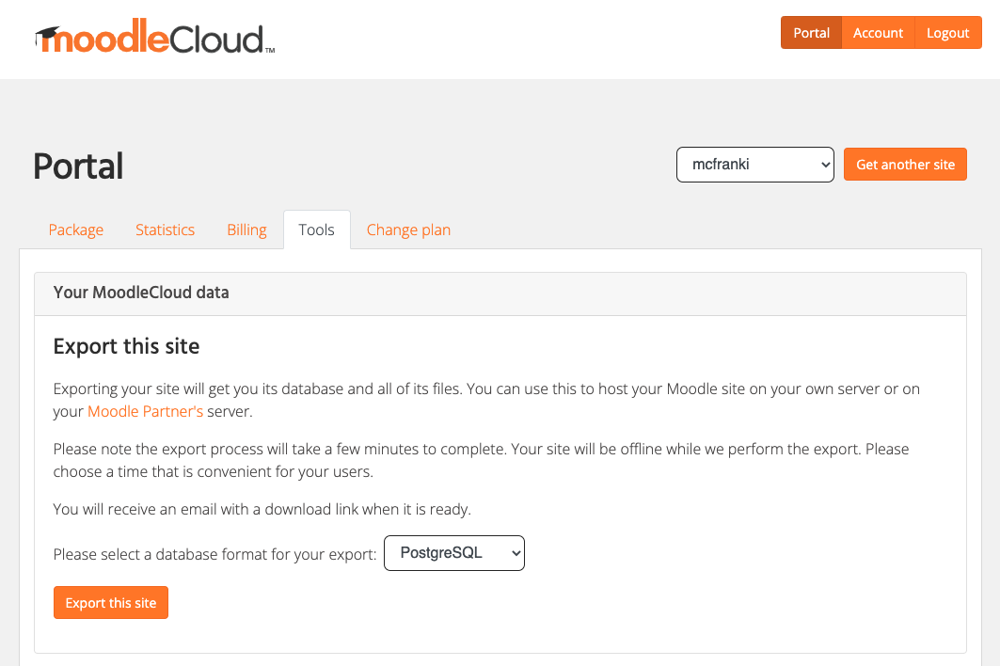 moodleCloud™
Portal Account Logout
Portal
mcfranki
Get another site
Package Statistics Billing Tools Change plan
Your MoodleCloud data
Export this site
Exporting your site will get you its database and all of its files. You can use this to host your Moodle site on your own server or on
your Moodle Partner's server.
Please note the export process will take a few minutes to complete. Your site will be offline while we perform the export. Please
choose a time that is convenient for your users.
You will receive an email with a download link when it is ready.
Please select a database format for your export: PostgreSQL
Export this site